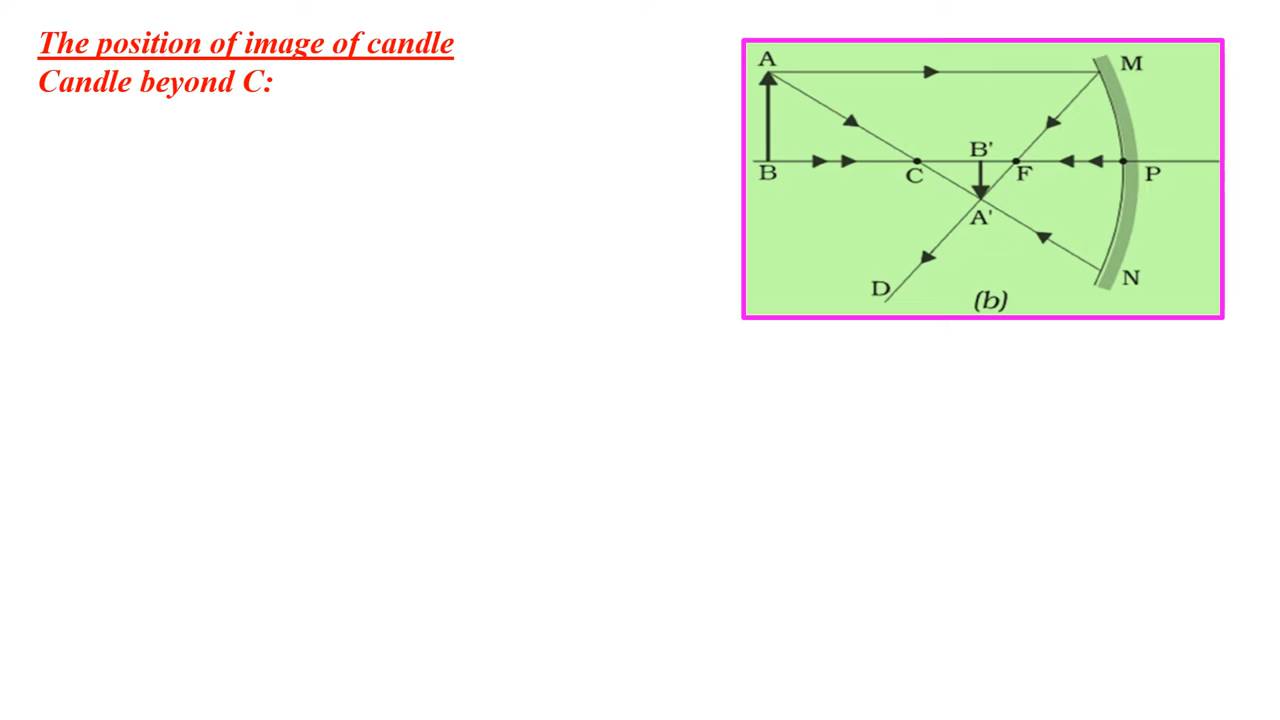 The position of image of candle
Candle beyond C:
A
M
B'
B
C
F
P
A'
D
N
(b)